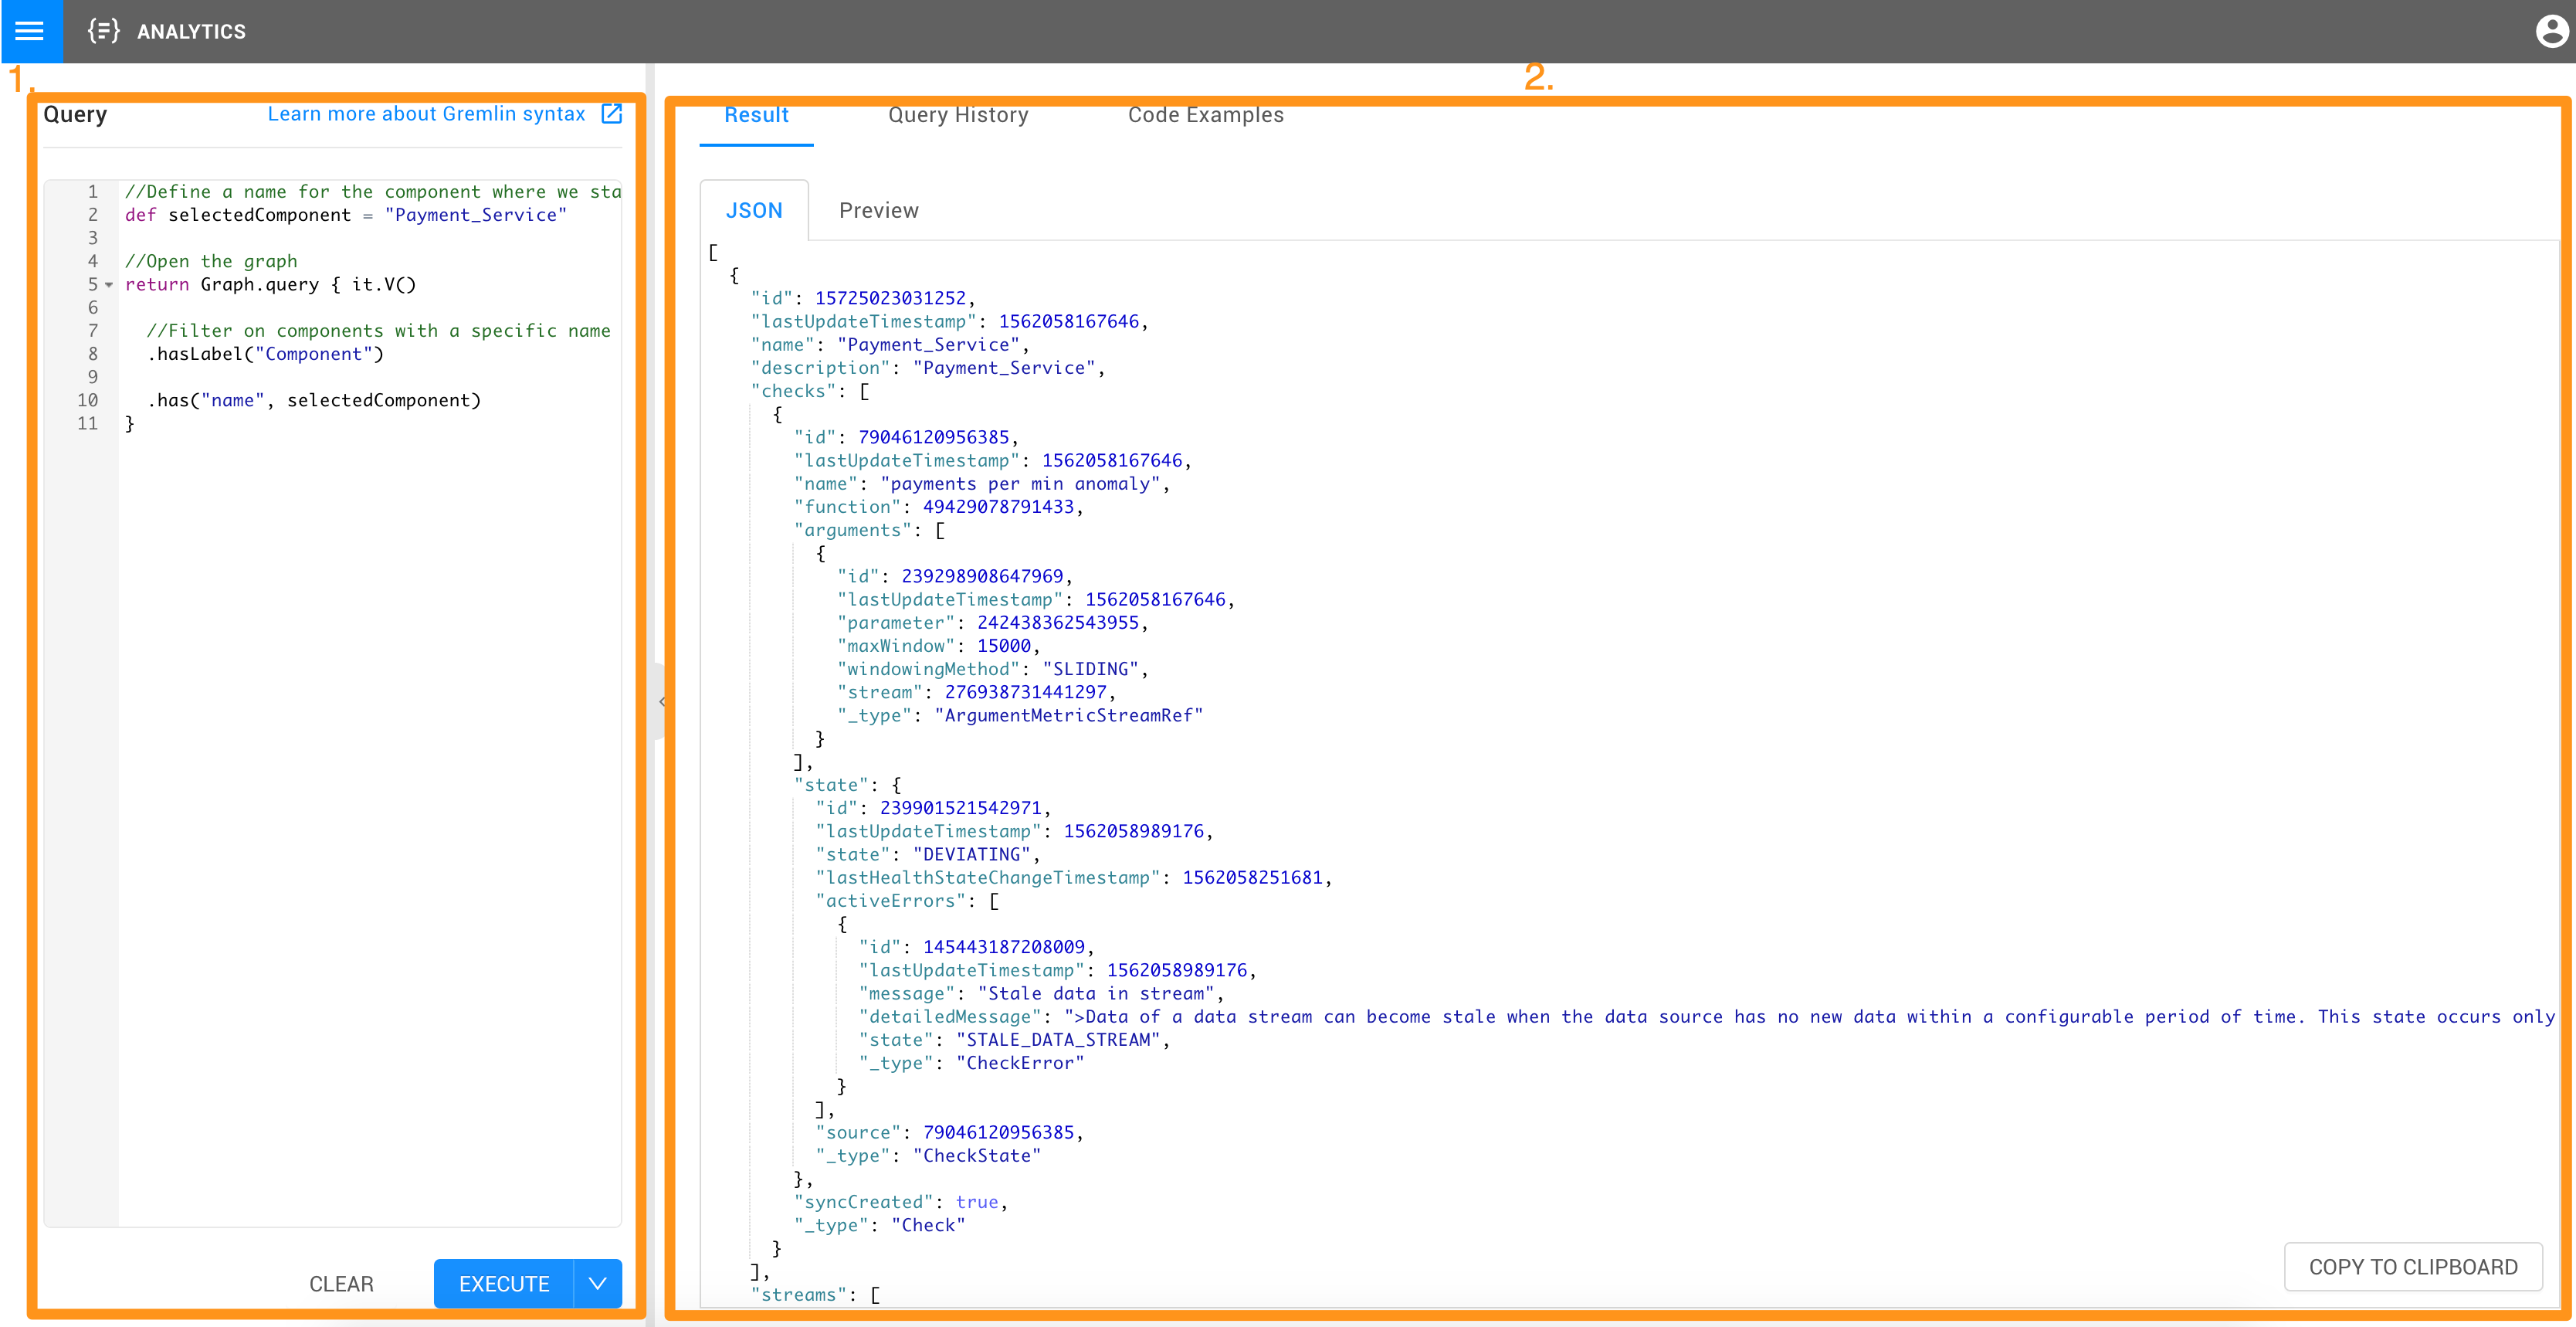 ANALYTICS
1.
2.
Query
Learn more about Gremlin syntax
1 //Define a name for the component where we sta
2 def selectedComponent = "Payment_Service"
3
4 //Open the graph
5 return Graph.query { it.V()
6
7 //Filter on components with a specific name
8 .hasLabel("Component")
9
10 .has("name", selectedComponent)
11 }
CLEAR
EXECUTE
Result
Query History
Code Examples
JSON
Preview
[
{
"id": 15725023031252,
"lastUpdateTimestamp": 1562058167646,
"name": "Payment_Service",
"description": "Payment_Service",
"checks": [
{
"id": 79046120956385,
"lastUpdateTimestamp": 1562058167646,
"name": "payments per min anomaly",
"function": 49429078791433,
"arguments": [
{
"id": 239298908647969,
"lastUpdateTimestamp": 1562058167646,
"parameter": 242438362543955,
"maxWindow": 15000,
"windowingMethod": "SLIDING",
"stream": 276938731441297,
"_type": "ArgumentMetricStreamRef"
}
],
"state": {
"id": 239901521542971,
"lastUpdateTimestamp": 1562058989176,
"state": "DEVIATING",
"lastHealthStateChangeTimestamp": 1562058251681,
"activeErrors": [
{
"id": 145443187208009,
"lastUpdateTimestamp": 1562058989176,
"message": "Stale data in stream",
"detailedMessage": ">Data of a data stream can become stale when the data source has no new data within a configurable period of time. This state occurs only
"state": "STALE_DATA_STREAM",
"_type": "CheckError"
}
],
"source": 79046120956385,
"_type": "CheckState"
},
"syncCreated": true,
"_type": "Check"
}
],
"streams": [
COPY TO CLIPBOARD